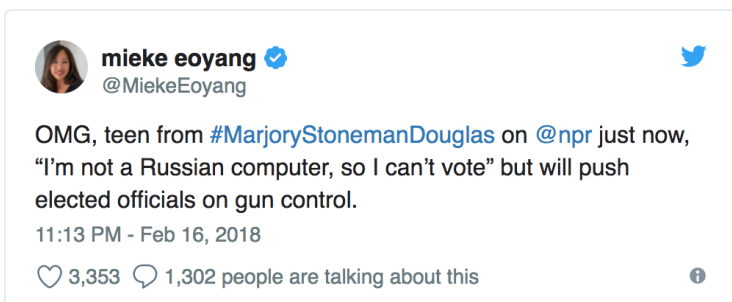 mieke eoyang
@MiekeEoyang
OMG, teen from #MarjoryStonemanDouglas on @npr just now,
“I’m not a Russian computer, so I can’t vote” but will push
elected officials on gun control.
11:13 PM - Feb 16, 2018
3,353 1,302 people are talking about this